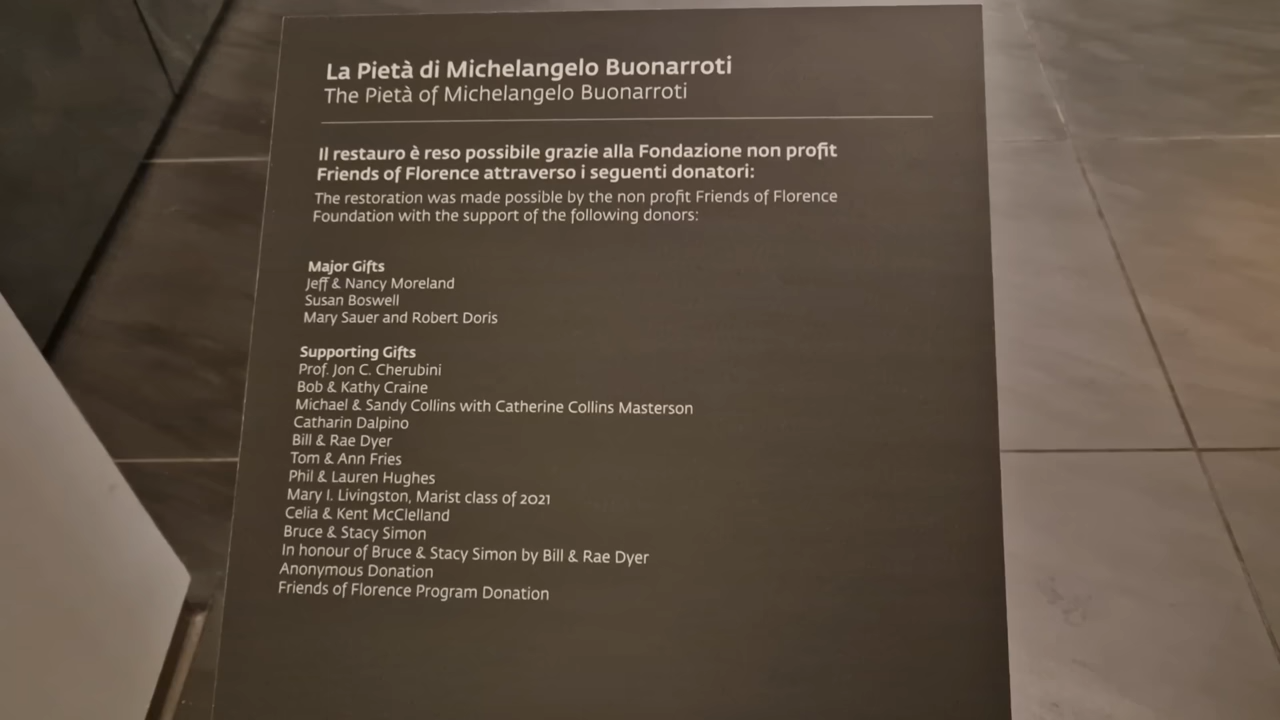 La Pietà di Michelangelo Buonarroti
The Pietà of Michelangelo Buonarroti
Il restauro è reso possibile grazie alla Fondazione non profit
Friends of Florence attraverso i seguenti donatori:
The restoration was made possible by the non profit Friends of Florence
Foundation with the support of the following donors:
Major Gifts
Jeff & Nancy Moreland
Susan Boswell
Mary Sauer and Robert Doris
Supporting Gifts
Prof. Jon C. Cherubini
Bob & Kathy Craine
Michael & Sandy Collins with Catherine Collins Masterson
Catharin Dalpino
Bill & Rae Dyer
Tom & Ann Fries
Phil & Lauren Hughes
Mary I. Livingston, Marist class of 2021
Celia & Kent McClelland
Bruce & Stacy Simon
In honour of Bruce & Stacy Simon by Bill & Rae Dyer
Anonymous Donation
Friends of Florence Program Donation